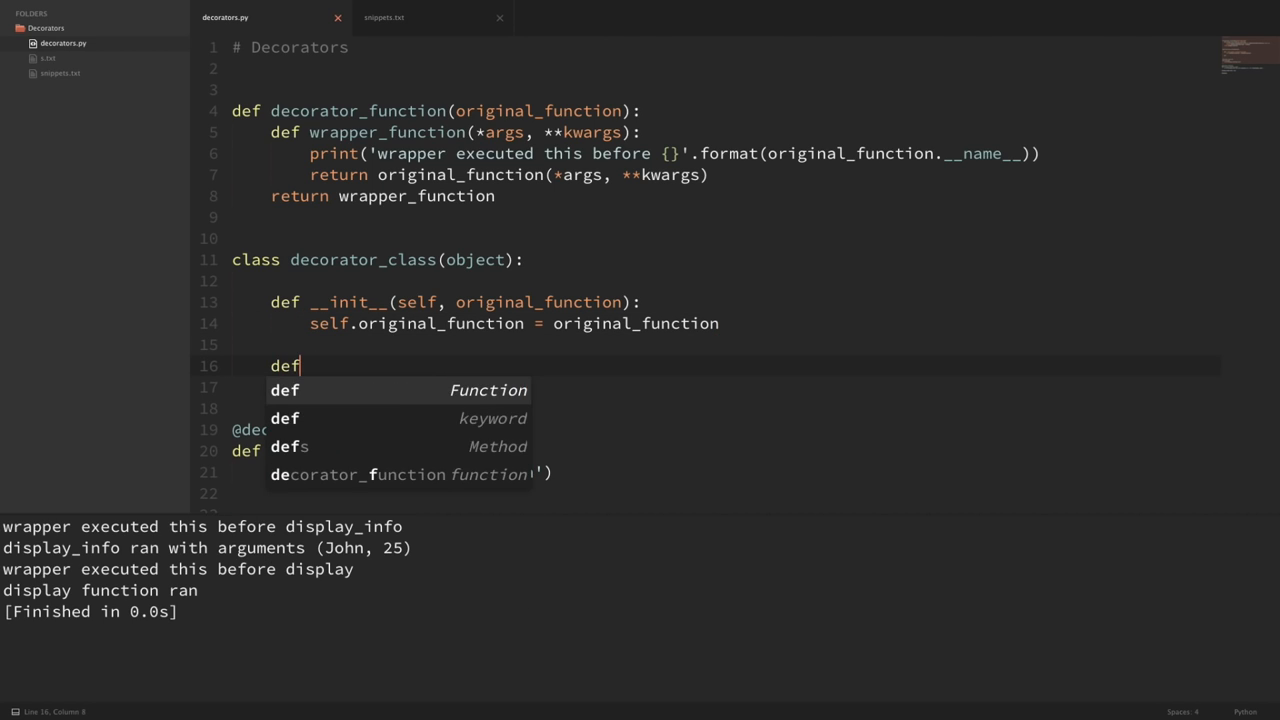 FOLDERS
Decorators
decorators.py
s.txt
snippets.txt
decorators.py
snippets.txt
1 # Decorators
2
3
4 def decorator_function(original_function):
5     def wrapper_function(*args, **kwargs):
6         print('wrapper executed this before {}'.format(original_function.__name__))
7         return original_function(*args, **kwargs)
8     return wrapper_function
9
10
11 class decorator_class(object):
12
13     def __init__(self, original_function):
14         self.original_function = original_function
15
16     def
17
18
19 @dec
20 def
21 ')
22
def Function
def keyword
defs Method
decorator_function function
wrapper executed this before display_info
display_info ran with arguments (John, 25)
wrapper executed this before display
display function ran
[Finished in 0.0s]
Line 16, Column 8
Spaces: 4
Python